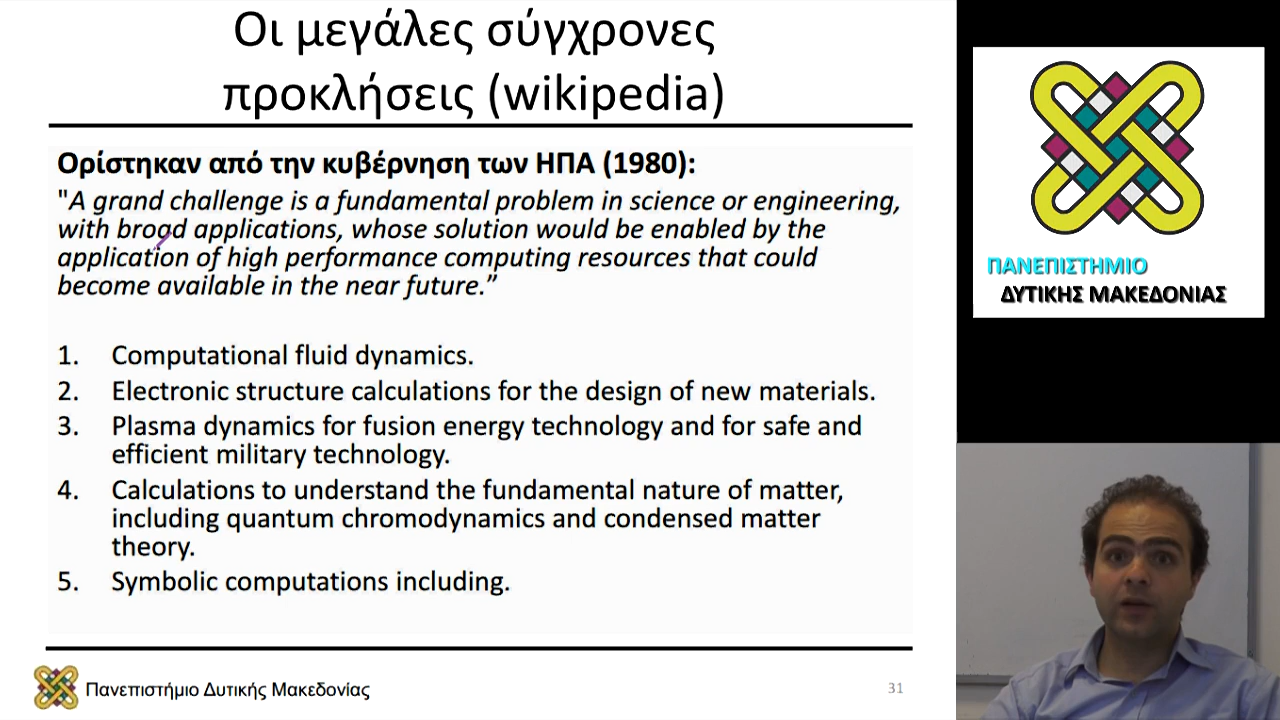 Οι μεγάλες σύγχρονες
προκλήσεις (wikipedia)
Ορίστηκαν από την κυβέρνηση των ΗΠΑ (1980):
"A grand challenge is a fundamental problem in science or engineering,
with broad applications, whose solution would be enabled by the
application of high performance computing resources that could
become available in the near future.”
1. Computational fluid dynamics.
2. Electronic structure calculations for the design of new materials.
3. Plasma dynamics for fusion energy technology and for safe and
efficient military technology.
4. Calculations to understand the fundamental nature of matter,
including quantum chromodynamics and condensed matter
theory.
5. Symbolic computations including.
Πανεπιστήμιο Δυτικής Μακεδονίας
31
ΠΑΝΕΠΙΣΤΗΜΙΟ
ΔΥΤΙΚΗΣ ΜΑΚΕΔΟΝΙΑΣ